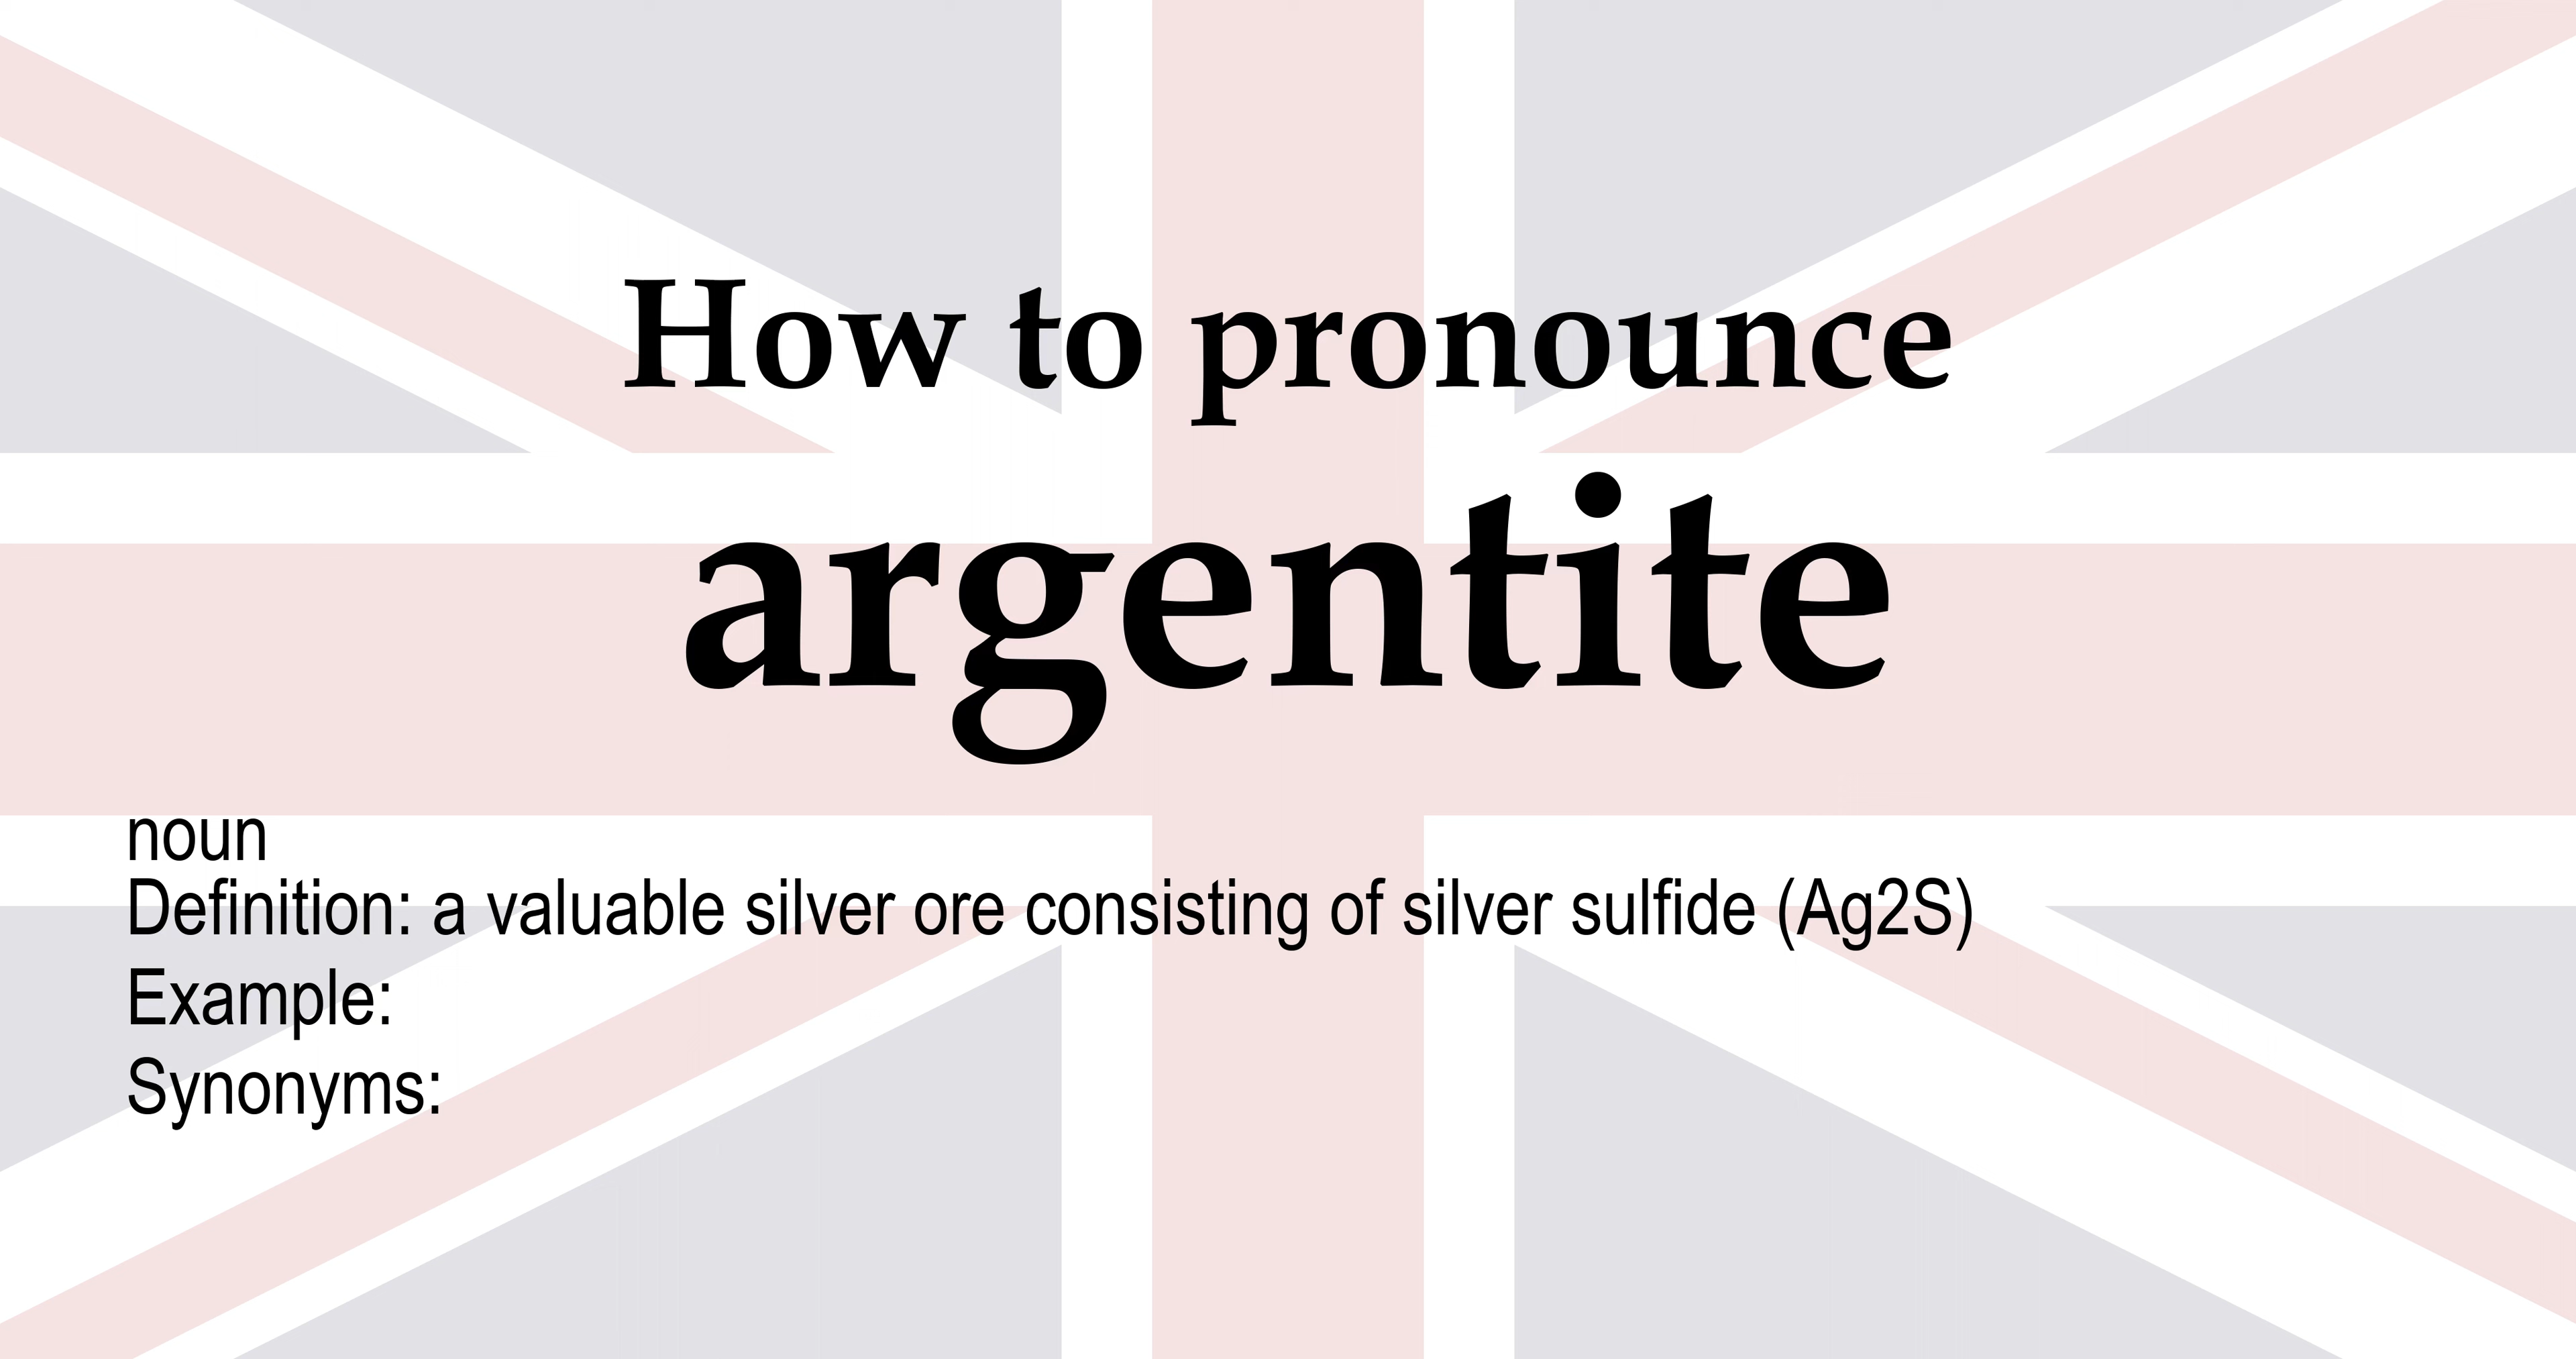 How to pronounce
argentite
noun
Definition: a valuable silver ore consisting of silver sulfide (Ag2S)
Example:
Synonyms: